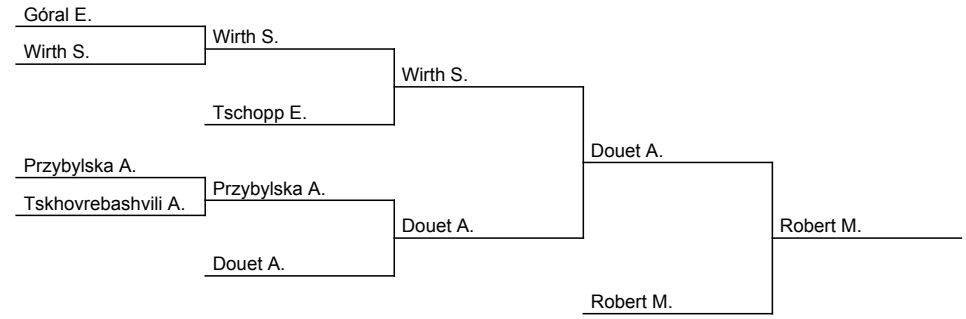 Góral E.
Wirth S.
Wirth S.
Wirth S.
Tschopp E.
Douet A.
Przybylska A.
Przybylska A.
Tskhovrebashvili A.
Douet A.
Robert M.
Douet A.
Robert M.